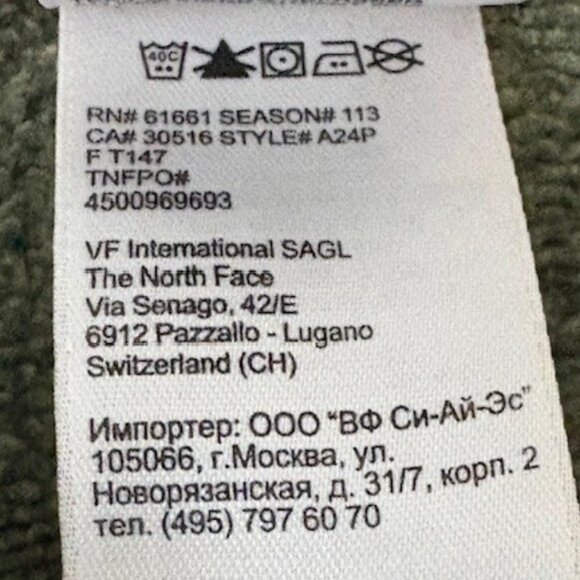 40C
RN# 61661 SEASON# 113
CA# 30516 STYLE# A24P
F T147
TNFPO#
4500969693
VF International SAGL
The North Face
Via Senago, 42/E
6912 Pazzallo - Lugano
Switzerland (CH)
Импортер: ООО "ВФ Си-Ай-Эс"
105066, г.Москва, ул.
Новорязанская, д. 31/7, корп. 2
тел. (495) 797 60 70